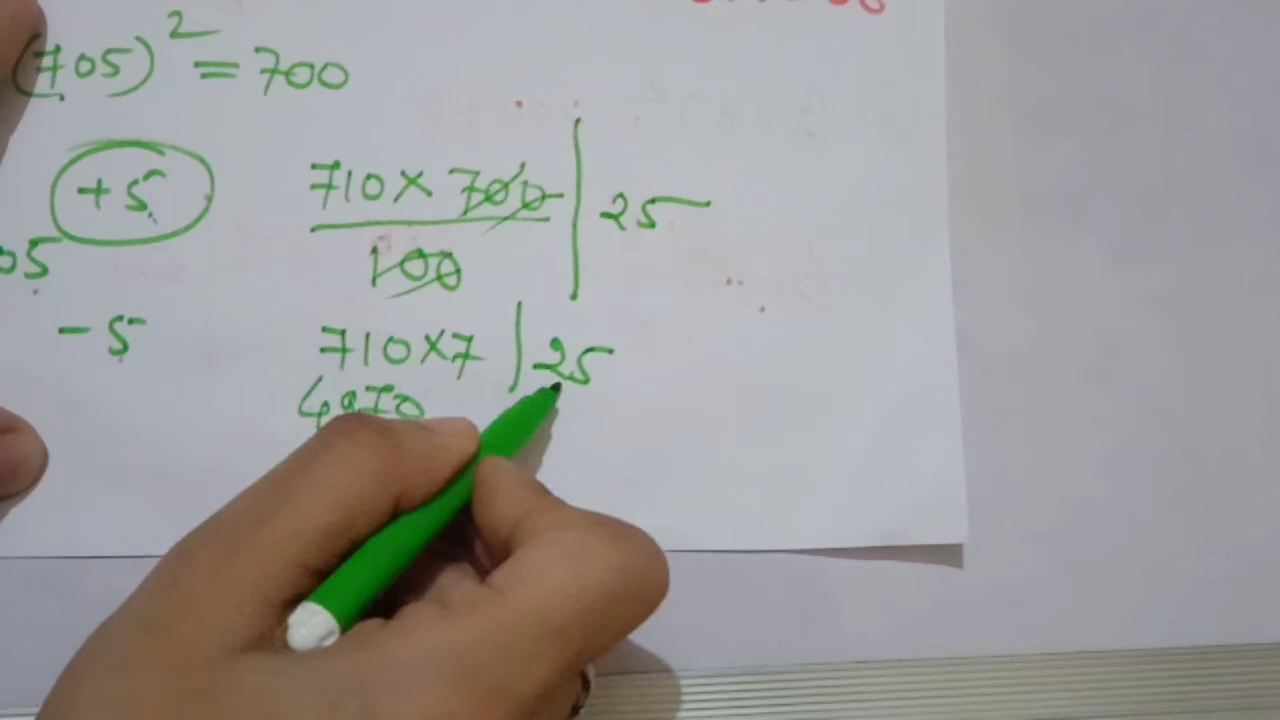 (705)² = 700
+5 710 × 700 | 25
05 100
-5 710×7 | 25
4970